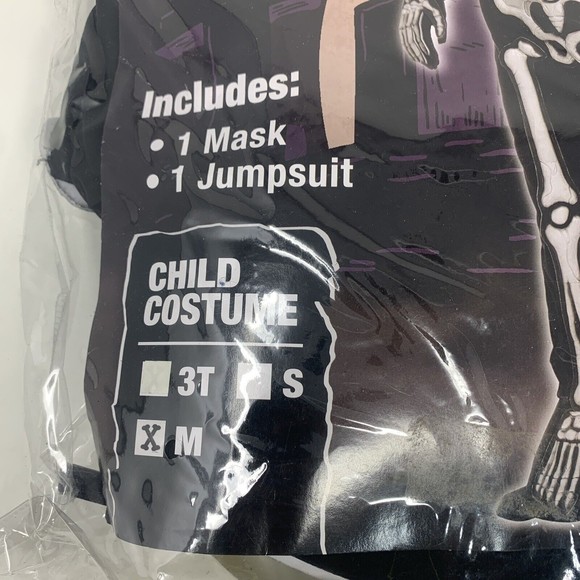 Includes:
• 1 Mask
• 1 Jumpsuit
CHILD
COSTUME
3T S
X M